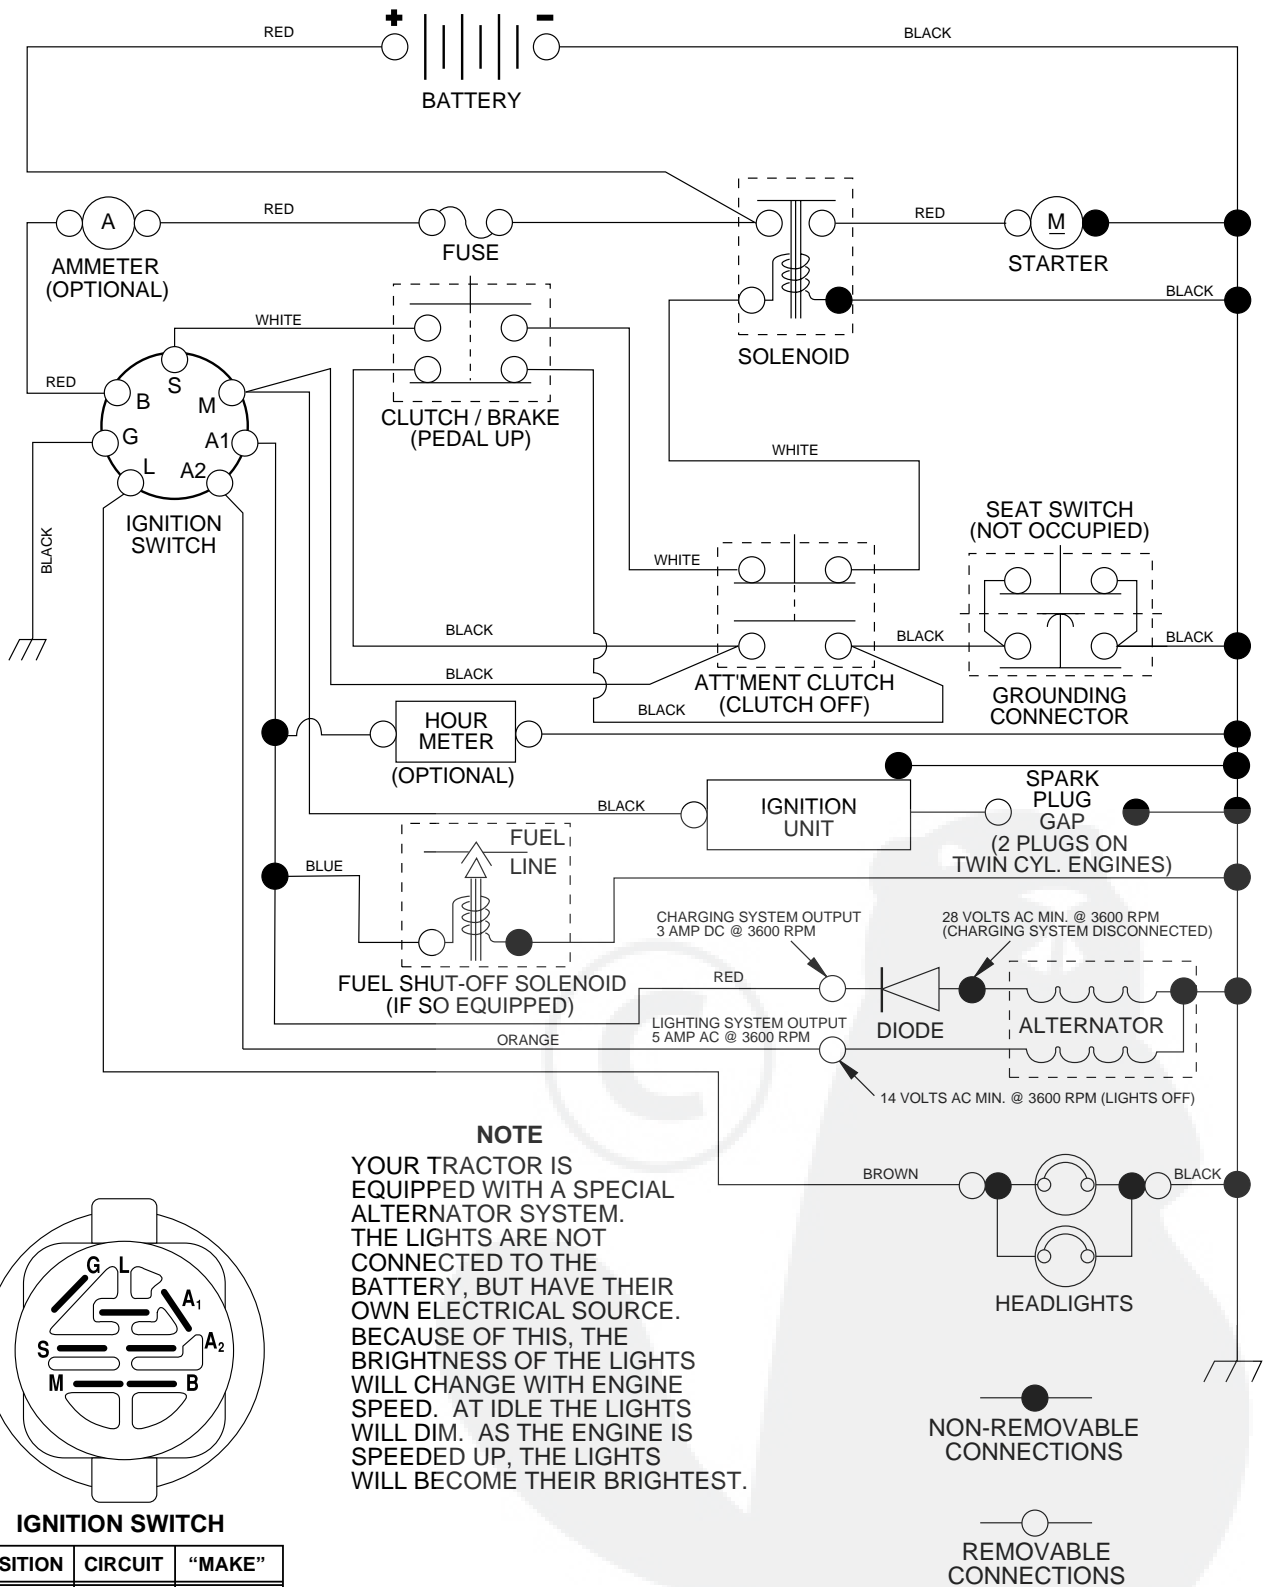 + -
RED
BLACK
BATTERY
A
RED
FUSE
RED
M
STARTER
AMMETER
(OPTIONAL)
BLACK
SOLENOID
WHITE
RED
S
B
M
G
A1
L
A2
CLUTCH / BRAKE
(PEDAL UP)
IGNITION
SWITCH
BLACK
WHITE
SEAT SWITCH
(NOT OCCUPIED)
WHITE
BLACK
BLACK
BLACK
BLACK
BLACK
ATT'MENT CLUTCH
(CLUTCH OFF)
GROUNDING
CONNECTOR
HOUR
METER
(OPTIONAL)
BLACK
IGNITION
UNIT
SPARK
PLUG
GAP
(2 PLUGS ON
TWIN CYL. ENGINES)
BLUE
FUEL
LINE
FUEL SHUT-OFF SOLENOID
(IF SO EQUIPPED)
CHARGING SYSTEM OUTPUT
3 AMP DC @ 3600 RPM
28 VOLTS AC MIN. @ 3600 RPM
(CHARGING SYSTEM DISCONNECTED)
RED
DIODE
ALTERNATOR
LIGHTING SYSTEM OUTPUT
5 AMP AC @ 3600 RPM
ORANGE
14 VOLTS AC MIN. @ 3600 RPM (LIGHTS OFF)
©
NOTE
YOUR TRACTOR IS
EQUIPPED WITH A SPECIAL
ALTERNATOR SYSTEM.
THE LIGHTS ARE NOT
CONNECTED TO THE
BATTERY, BUT HAVE THEIR
OWN ELECTRICAL SOURCE.
BECAUSE OF THIS, THE
BRIGHTNESS OF THE LIGHTS
WILL CHANGE WITH ENGINE
SPEED. AT IDLE THE LIGHTS
WILL DIM. AS THE ENGINE IS
SPEEDED UP, THE LIGHTS
WILL BECOME THEIR BRIGHTEST.
BROWN
BLACK
HEADLIGHTS
NON-REMOVABLE
CONNECTIONS
REMOVABLE
CONNECTIONS
G L
A1
S
A2
M
B
IGNITION SWITCH
SITION CIRCUIT “MAKE”